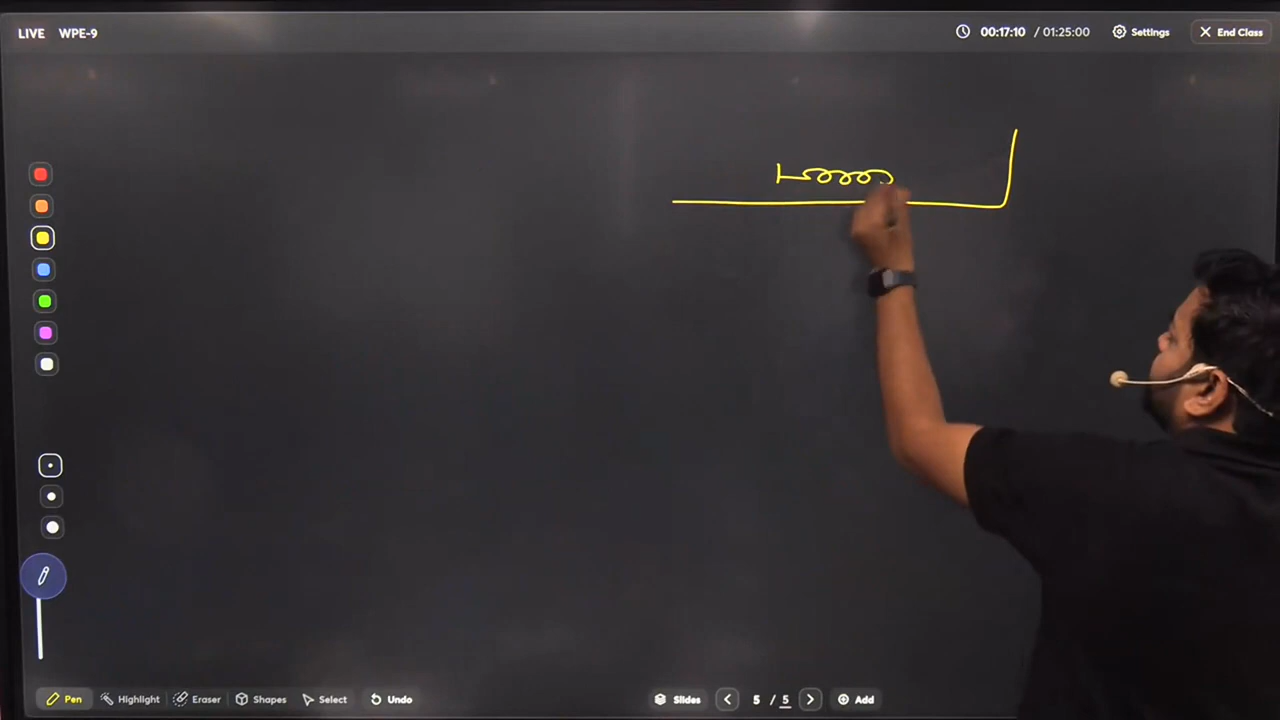 LIVE WPE-9 00:17:10 / 01:25:00 Settings End Class
Pen Highlight Eraser Shapes Select Undo Slides 5 / 5 Add